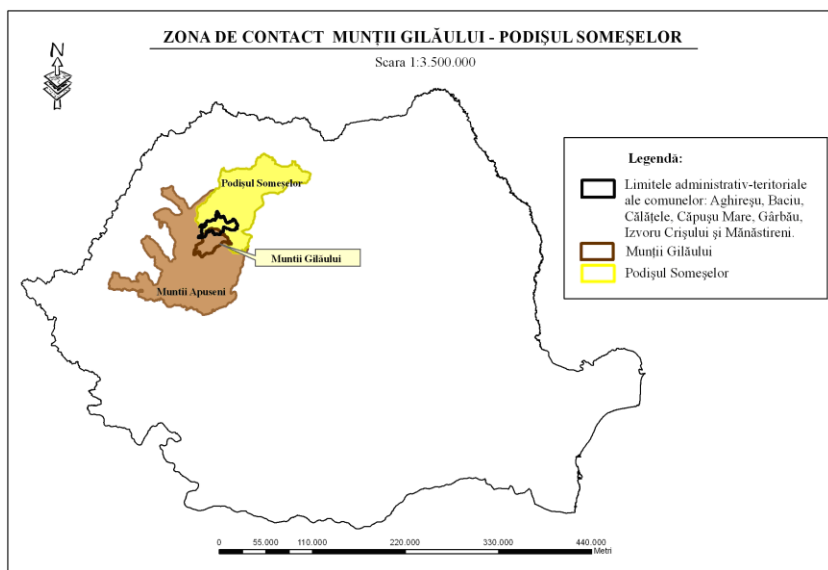 ZONA DE CONTACT MUNȚII GILĂULUI - PODIȘUL SOMEȘELOR
Scara 1:3.500.000
N
Podișul Someșelor
Muntii Gilăului
Muntii Apuseni
Legendă:
Limitele administrativ-teritoriale
ale comunelor: Aghireșu, Baciu,
Călățele, Căpușu Mare, Gârbău,
Izvoru Crișului și Mănăstireni.
Munții Gilăului
Podișul Someșelor
0 55.000 110.000 220.000 330.000 440.000
Metri